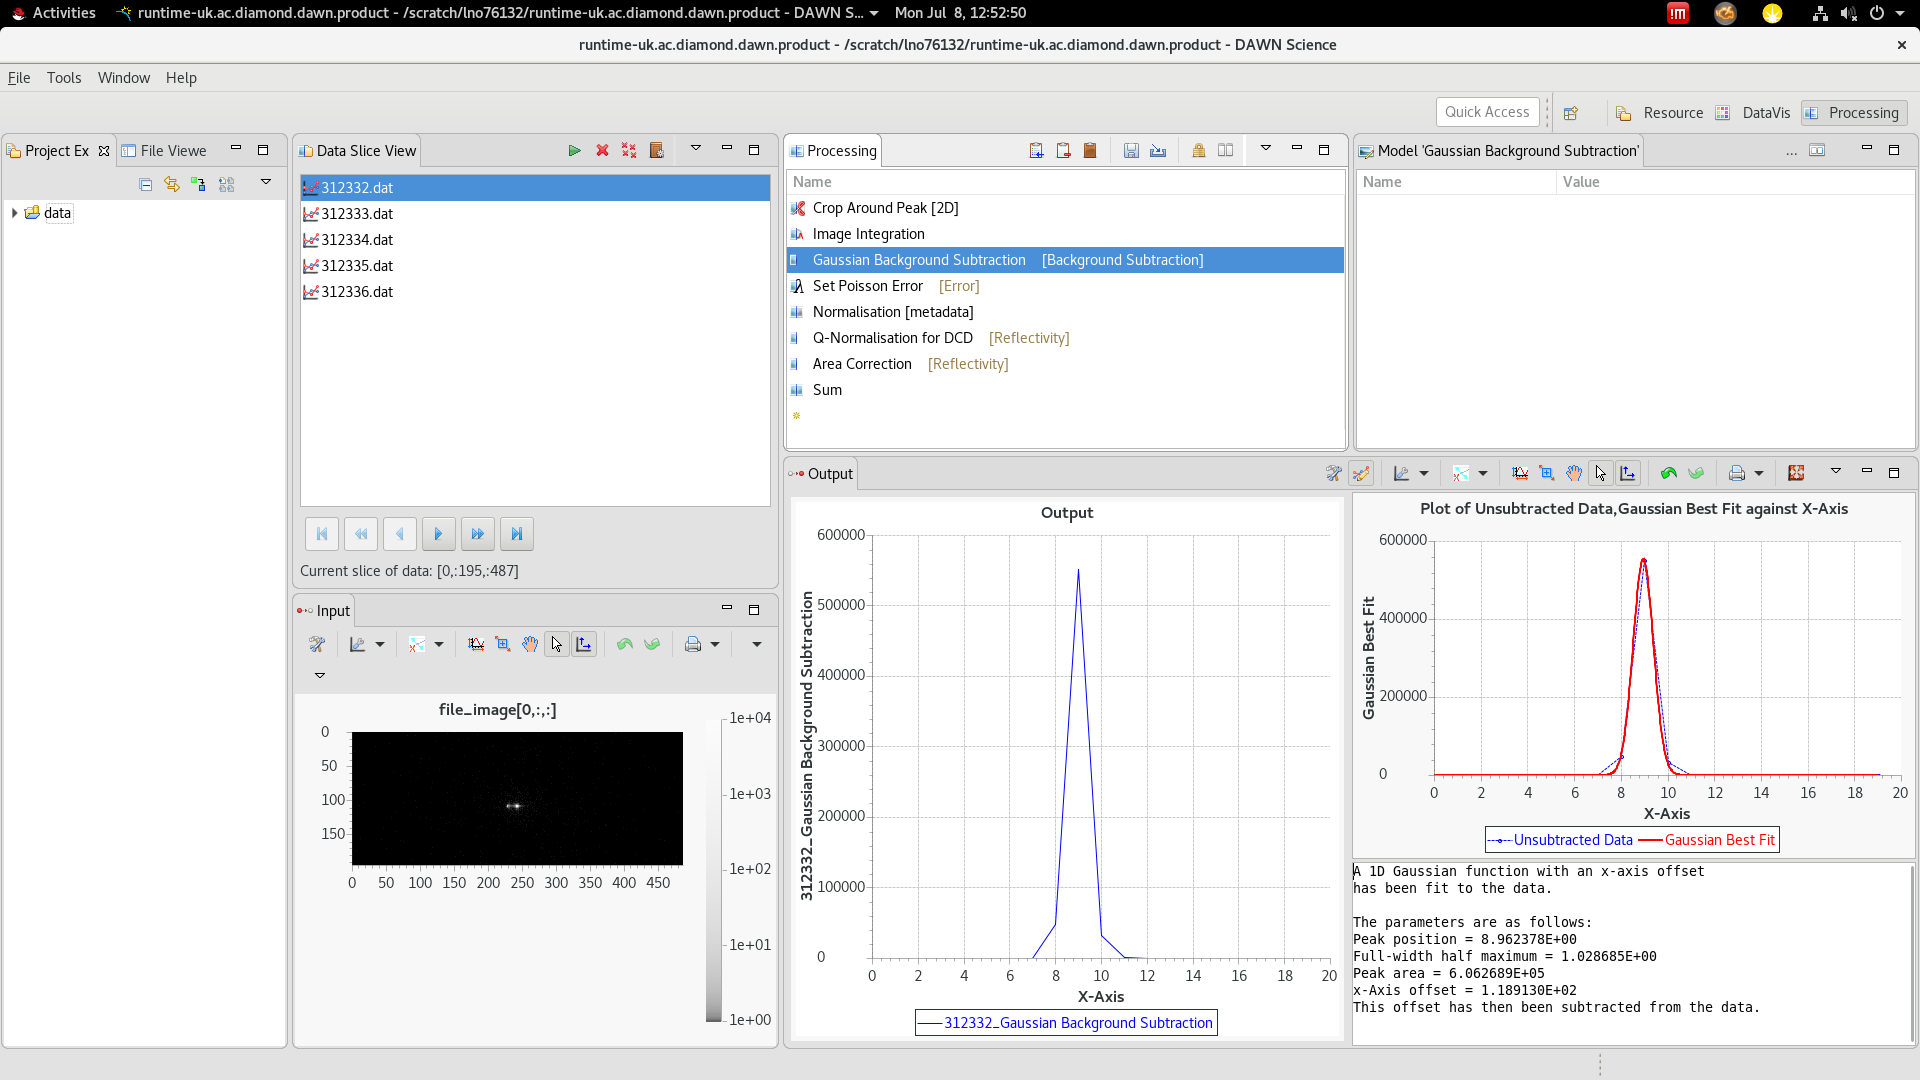 Activities
runtime-uk.ac.diamond.dawn.product - /scratch/lno76132/runtime-uk.ac.diamond.dawn.product - DAWN S...
Mon Jul 8, 12:52:50
!m
runtime-uk.ac.diamond.dawn.product - /scratch/lno76132/runtime-uk.ac.diamond.dawn.product - DAWN Science
File Tools Window Help
Quick Access
Resource
DataVis
Processing
Project Ex
File Viewe
data
Data Slice View
312332.dat
312333.dat
312334.dat
312335.dat
312336.dat
Current slice of data: [0,:195,:487]
Input
file_image[0,:,:]
0
50
100
150
0 50 100 150 200 250 300 350 400 450
1e+04
1e+03
1e+02
1e+01
1e+00
Processing
Name
Crop Around Peak [2D]
Image Integration
Gaussian Background Subtraction [Background Subtraction]
Set Poisson Error [Error]
Normalisation [metadata]
Q-Normalisation for DCD [Reflectivity]
Area Correction [Reflectivity]
Sum
Model 'Gaussian Background Subtraction'
...
Name Value
Output
Output
600000
500000
400000
300000
200000
100000
0
312332_Gaussian Background Subtraction
0 2 4 6 8 10 12 14 16 18 20
X-Axis
312332_Gaussian Background Subtraction
Plot of Unsubtracted Data,Gaussian Best Fit against X-Axis
600000
400000
200000
0
Gaussian Best Fit
0 2 4 6 8 10 12 14 16 18 20
X-Axis
Unsubtracted Data Gaussian Best Fit
A 1D Gaussian function with an x-axis offset
has been fit to the data.
The parameters are as follows:
Peak position = 8.962378E+00
Full-width half maximum = 1.028685E+00
Peak area = 6.062689E+05
x-Axis offset = 1.189130E+02
This offset has then been subtracted from the data.